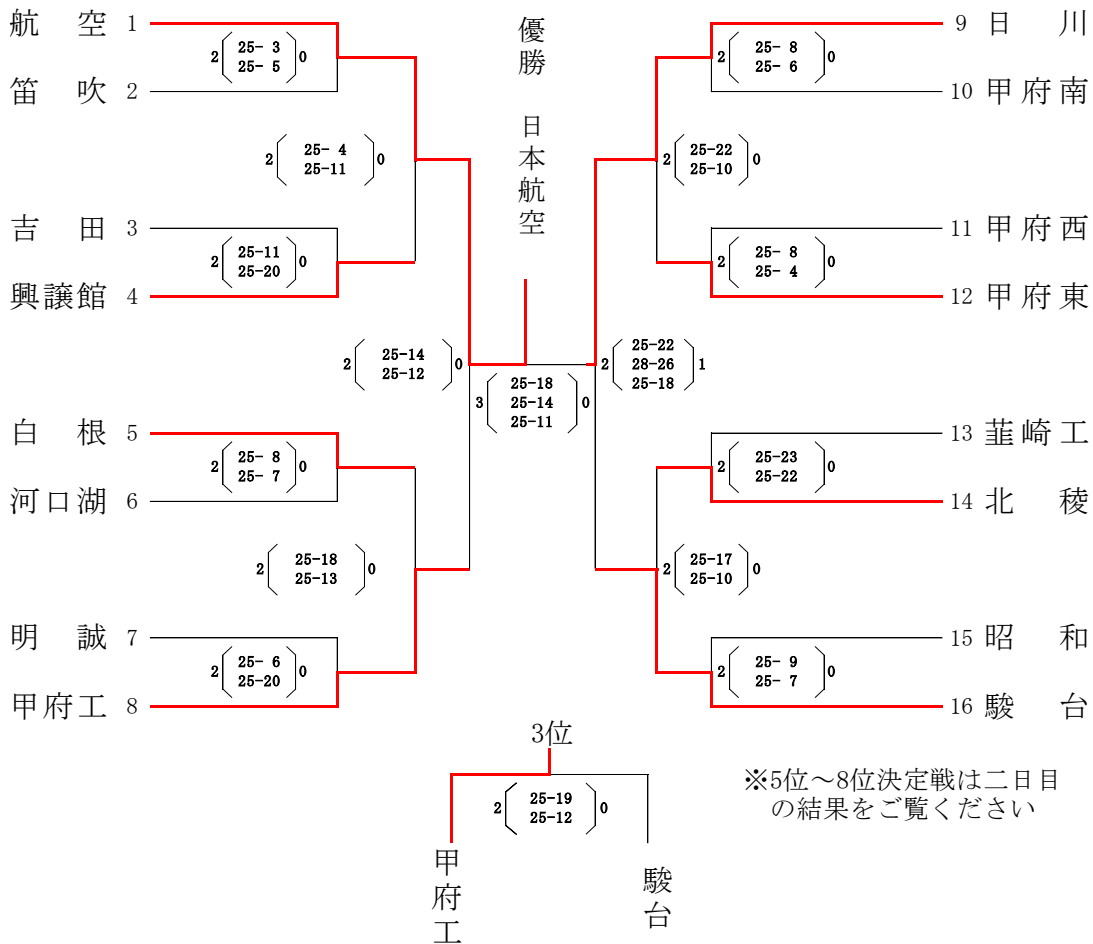 航空 1
2 25- 3 0
25- 5
笛吹 2
2 25- 4 0
25-11
吉田 3
2 25-11 0
25-20
興譲館 4
2 25-14 0
25-12
白根 5
2 25- 8 0
25- 7
河口湖 6
2 25-18 0
25-13
明誠 7
2 25- 6 0
25-20
甲府工 8
優勝 日本航空
3 25-18 0
25-14
25-11
9 日川
2 25- 8 0
25- 6
10 甲府南
2 25-22 0
25-10
11 甲府西
2 25- 8 0
25- 4
12 甲府東
2 25-22 1
28-26
25-18
13 韮崎工
2 25-23 0
25-22
14 北稜
2 25-17 0
25-10
15 昭和
2 25- 9 0
25- 7
16 駿台
3位
2 25-19 0
25-12
甲府工
駿台
※5位～8位決定戦は二日目
の結果をご覧ください